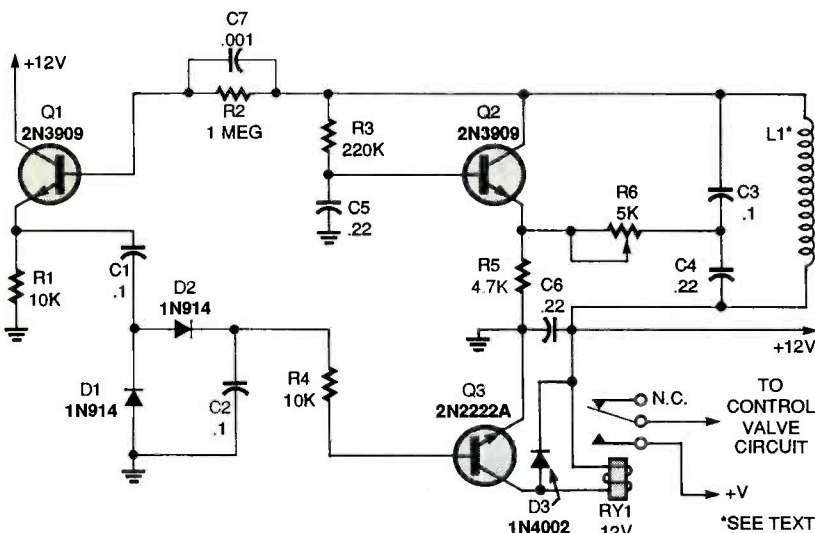 C7
.001
+12V
Q1
2N3909
R2
1 MEG
R3
220K
Q2
2N3909
L1*
C5
.22
R6
5K
C3
.1
R1
10K
C1
.1
D2
1N914
R5
4.7K
C6
.22
C4
.22
+12V
D1
1N914
C2
.1
R4
10K
Q3
2N2222A
N.C.
TO
CONTROL
VALVE
CIRCUIT
D3
1N4002
RY1
12V
+V
*SEE TEXT